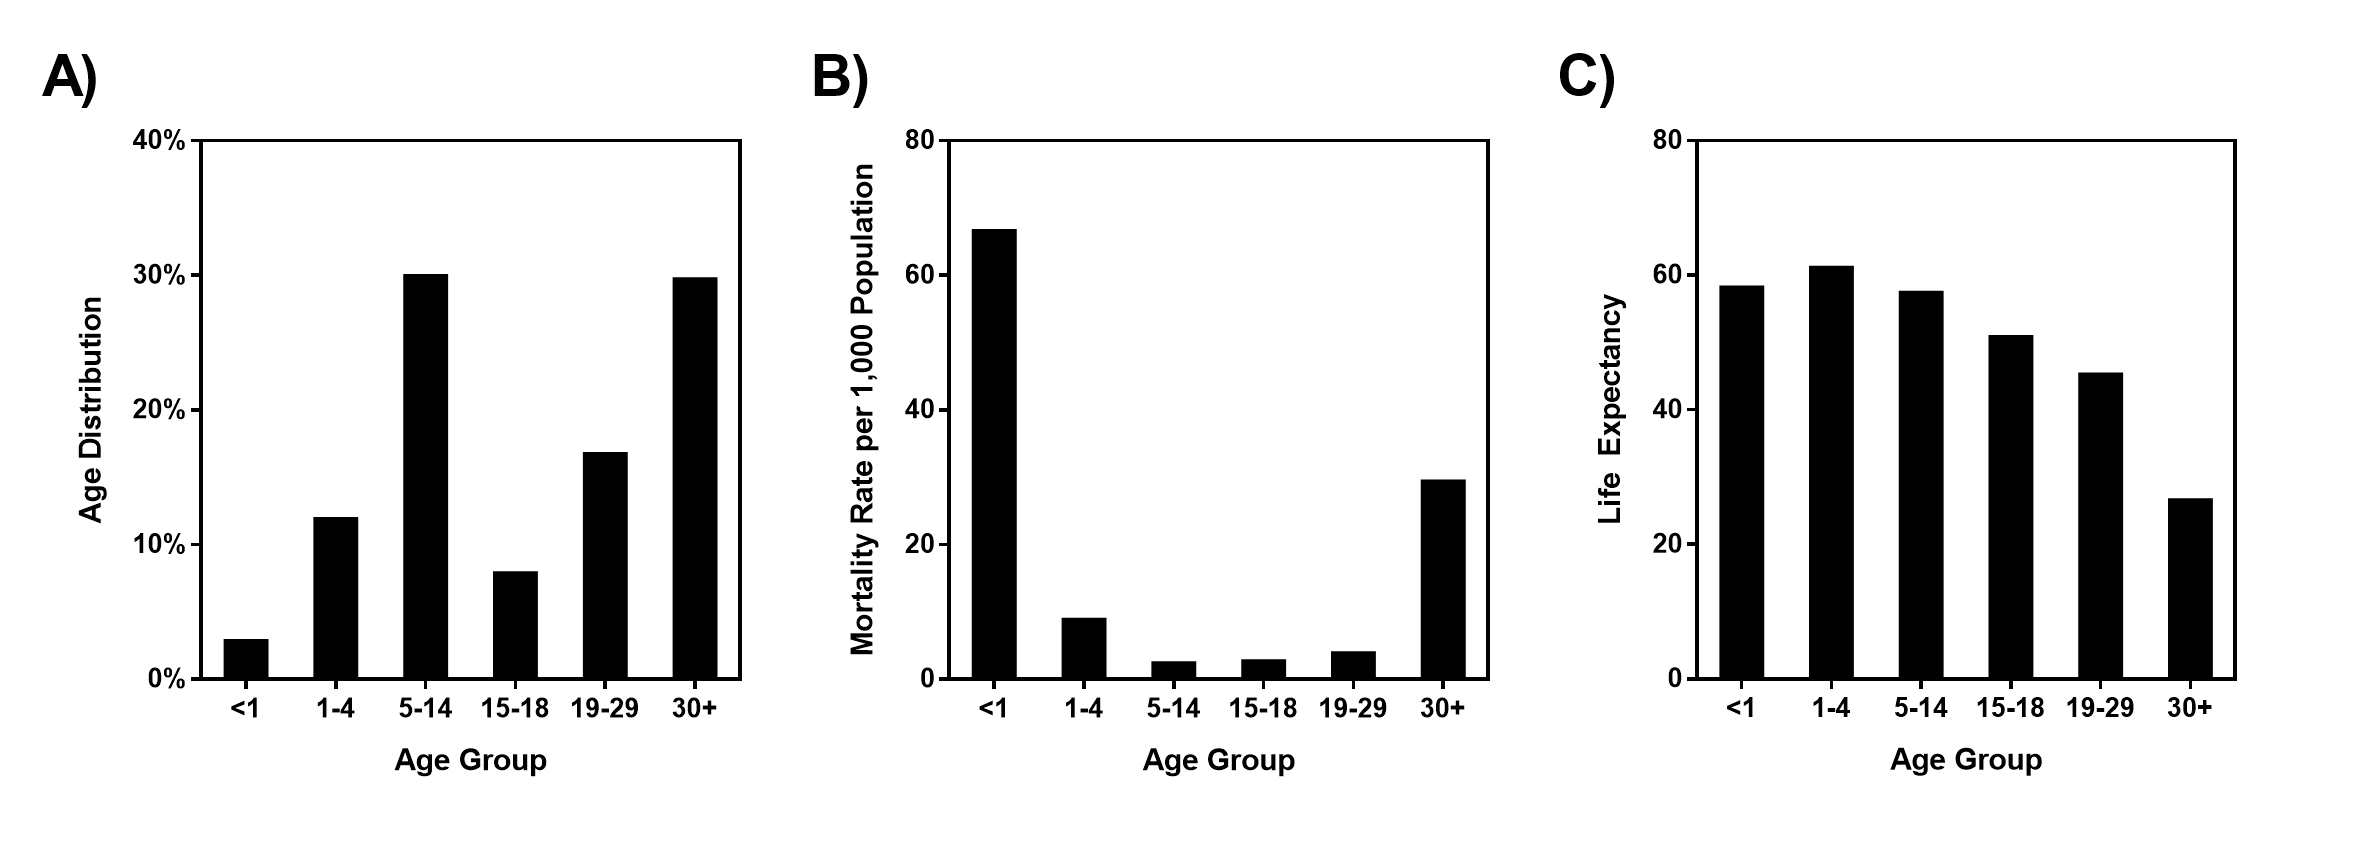 A)
40%
30%
20%
10%
0%
Age Distribution
<1 1-4 5-14 15-18 19-29 30+
Age Group
B)
80
60
40
20
0
Mortality Rate per 1,000 Population
<1 1-4 5-14 15-18 19-29 30+
Age Group
C)
80
60
40
20
0
Life Expectancy
<1 1-4 5-14 15-18 19-29 30+
Age Group